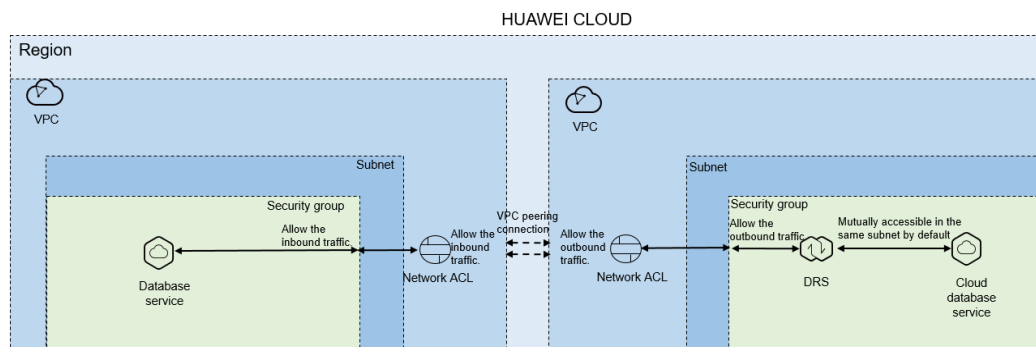 HUAWEI CLOUD
Region
VPC
Subnet
Security group
Allow the
inbound traffic.
Database
service
Allow the
inbound
traffic.
Network ACL
VPC peering
connection
VPC
Subnet
Security group
Allow the
outbound
traffic.
Network ACL
Allow the
outbound traffic.
DRS
Mutually accessible in the
same subnet by default
Cloud
database
service